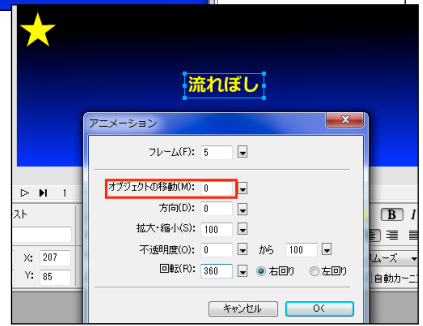 流れぼし
アニメーション
フレーム(F): 5
1
オブジェクトの移動(M): 0
方向(D): 0
スト
拡大・縮小(S): 100
B I
不透明度(O): 0 から 100
X: 207
ムーズ
回転(R): 360 右回り 左回り
Y: 85
自動カーニ
キャンセル OK